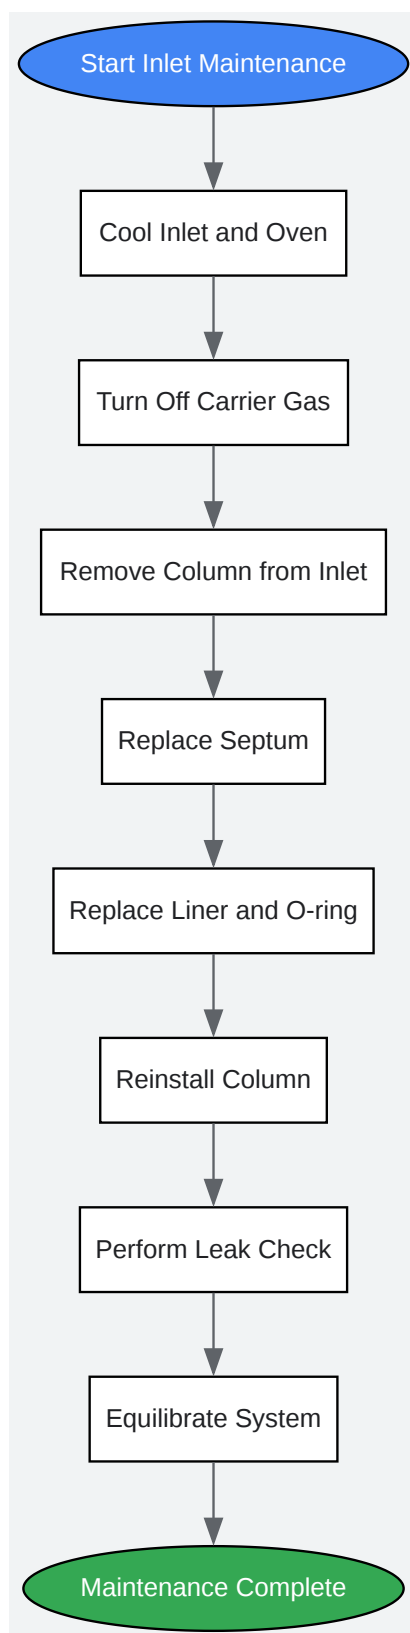 Start Inlet Maintenance
Cool Inlet and Oven
Turn Off Carrier Gas
Remove Column from Inlet
Replace Septum
Replace Liner and O-ring
Reinstall Column
Perform Leak Check
Equilibrate System
Maintenance Complete